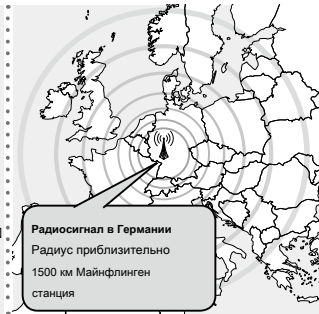 Радиосигнал в Германии
Радиус приблизительно
1500 км Майнфлинген
станция